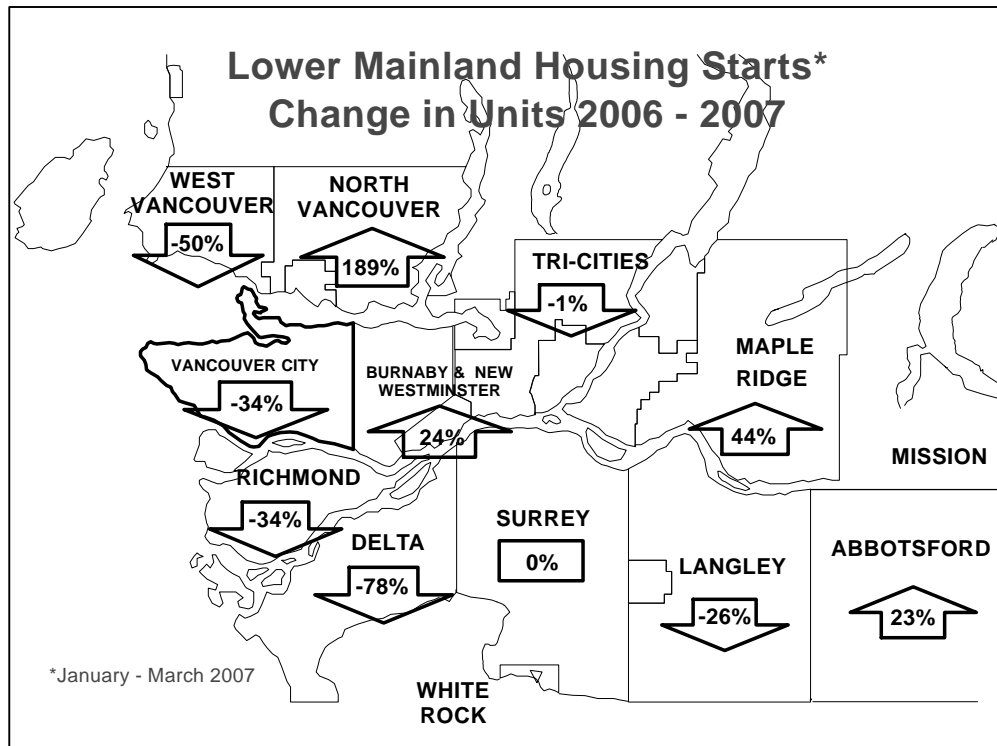 Lower Mainland Housing Starts*
Change in Units 2006 - 2007
WEST
VANCOUVER
-50%
NORTH
VANCOUVER
189%
TRI-CITIES
-1%
VANCOUVER CITY
-34%
BURNABY & NEW
WESTMINSTER
24%
MAPLE
RIDGE
44%
MISSION
RICHMOND
-34%
DELTA
-78%
SURREY
0%
LANGLEY
-26%
ABBOTSFORD
23%
*January - March 2007
WHITE
ROCK